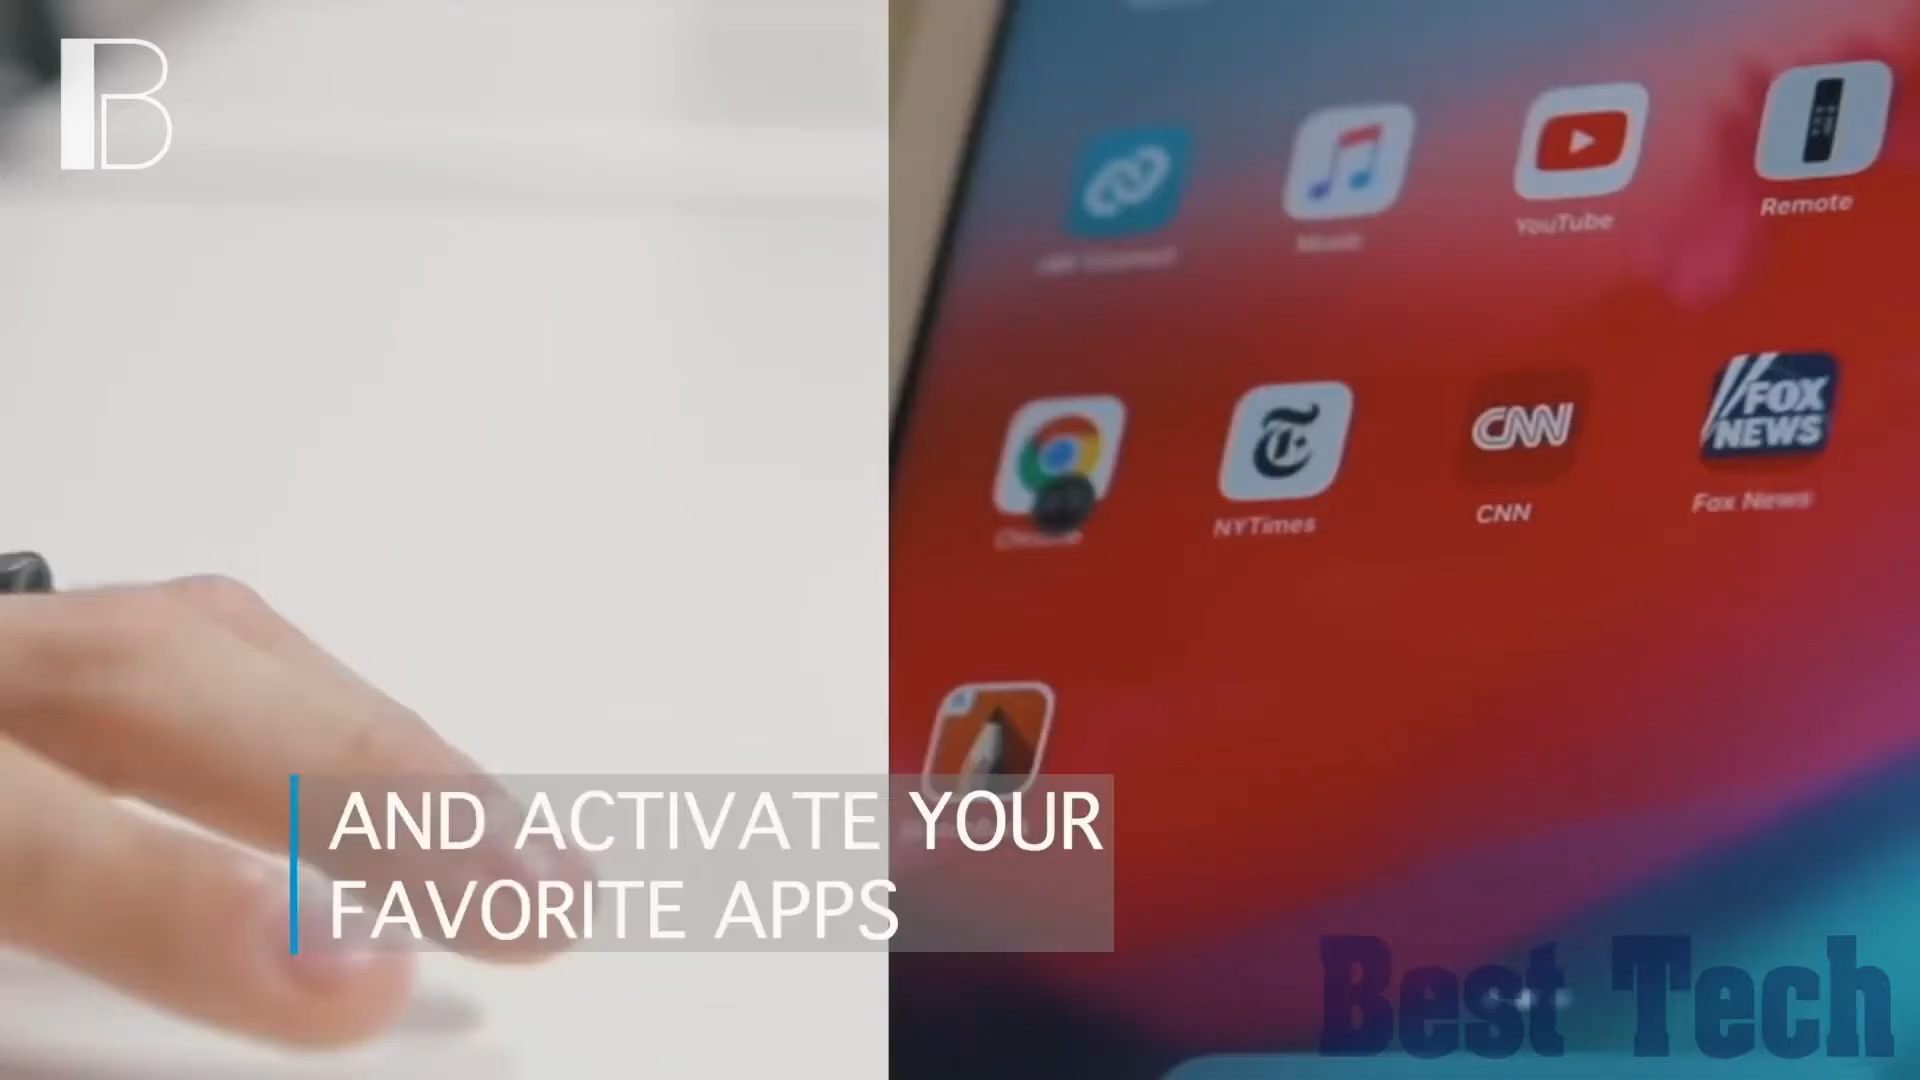 B
YouTube
Remote
FOX
NEWS
CNN
NYTimes
CNN
Fox News
AND ACTIVATE YOUR
FAVORITE APPS
Best Tech